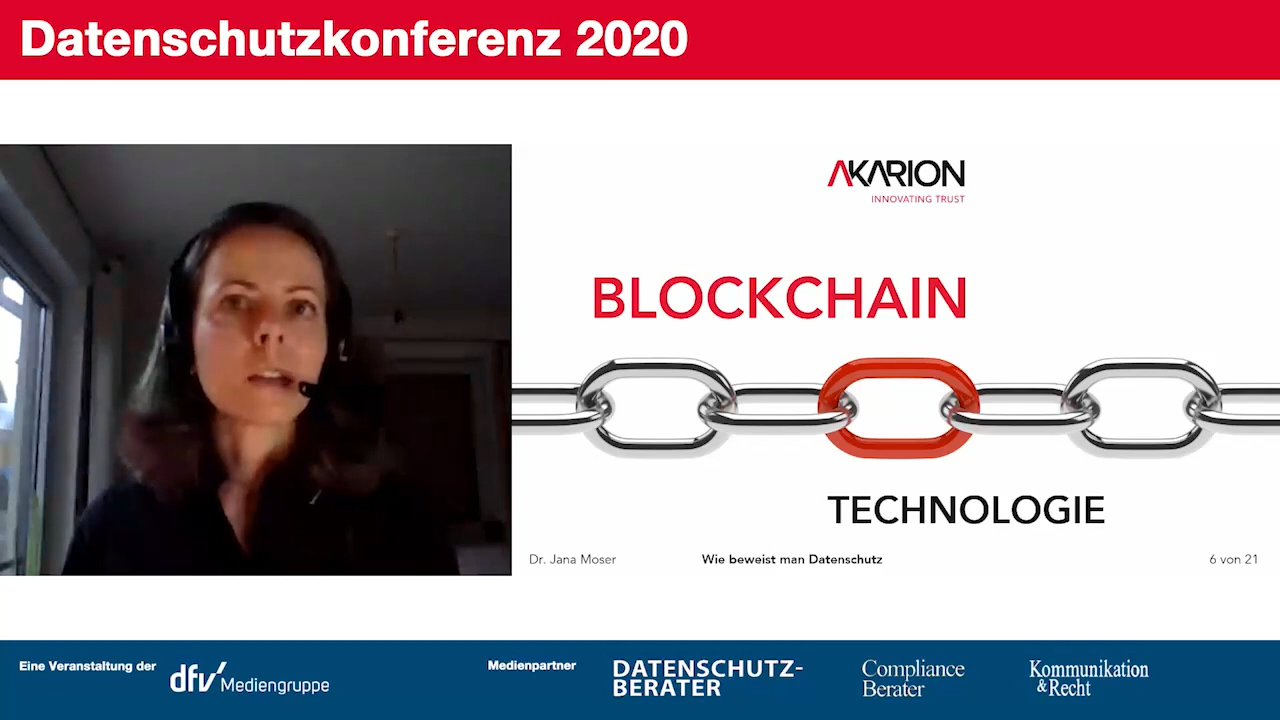 Datenschutzkonferenz 2020
AKARION
INNOVATING TRUST
BLOCKCHAIN
TECHNOLOGIE
Dr. Jana Moser
Wie beweist man Datenschutz
6 von 21
Eine Veranstaltung der
dfv Mediengruppe
Medienpartner
DATENSCHUTZ-
BERATER
Compliance
Berater
Kommunikation
& Recht